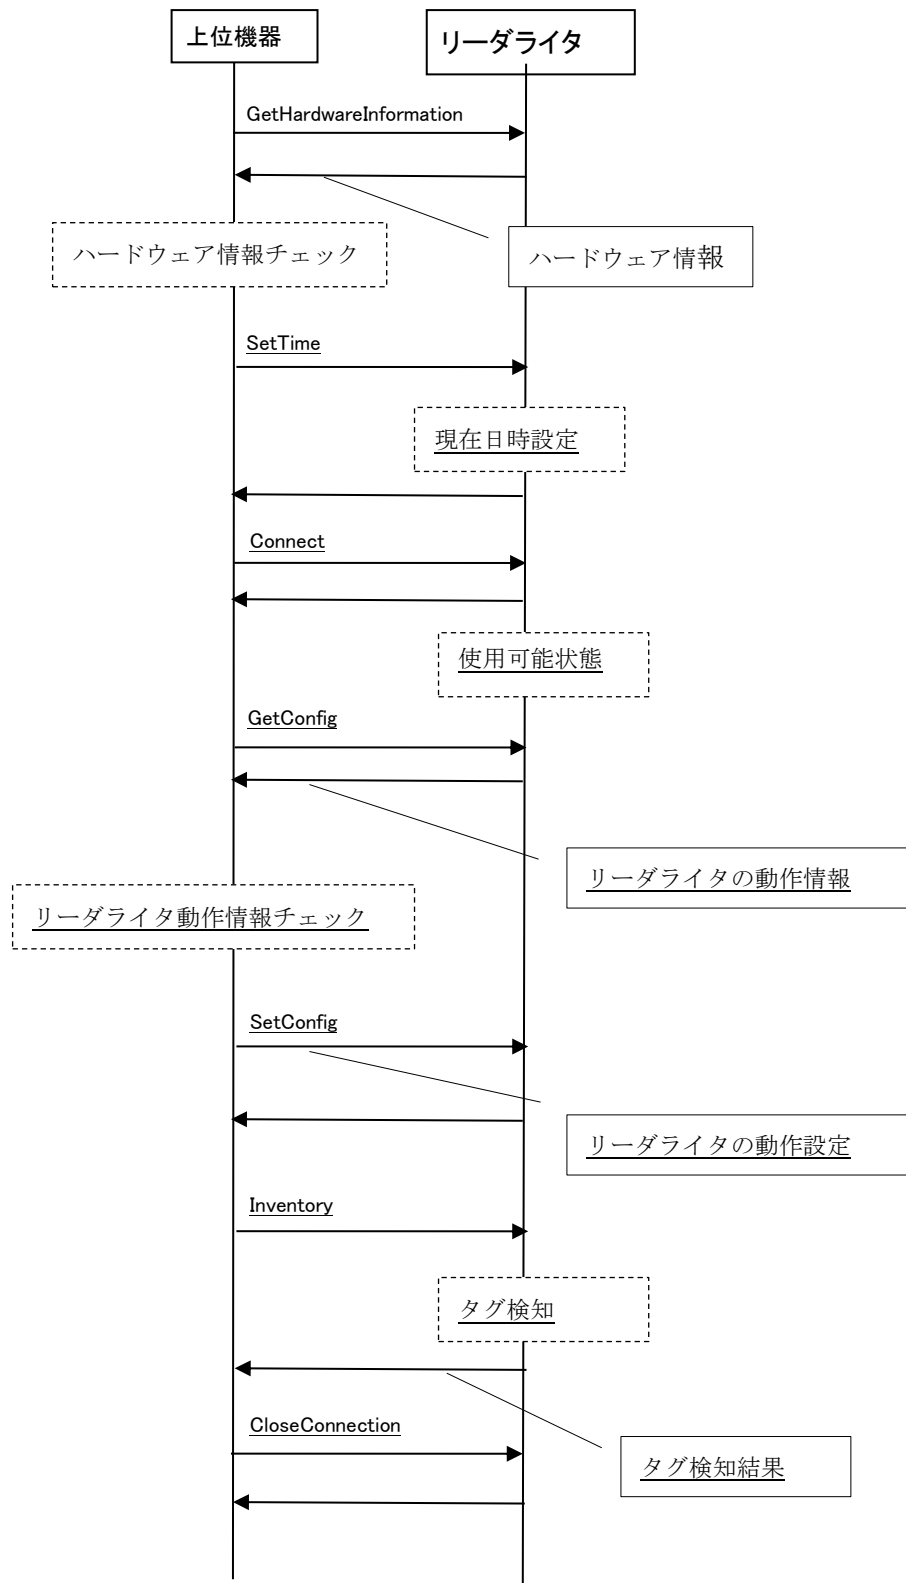 上位機器
リーダライタ
GetHardwareInformation
ハードウェア情報チェック
ハードウェア情報
SetTime
現在日時設定
Connect
使用可能状態
GetConfig
リーダライタの動作情報
リーダライタ動作情報チェック
SetConfig
リーダライタの動作設定
Inventory
タグ検知
CloseConnection
タグ検知結果